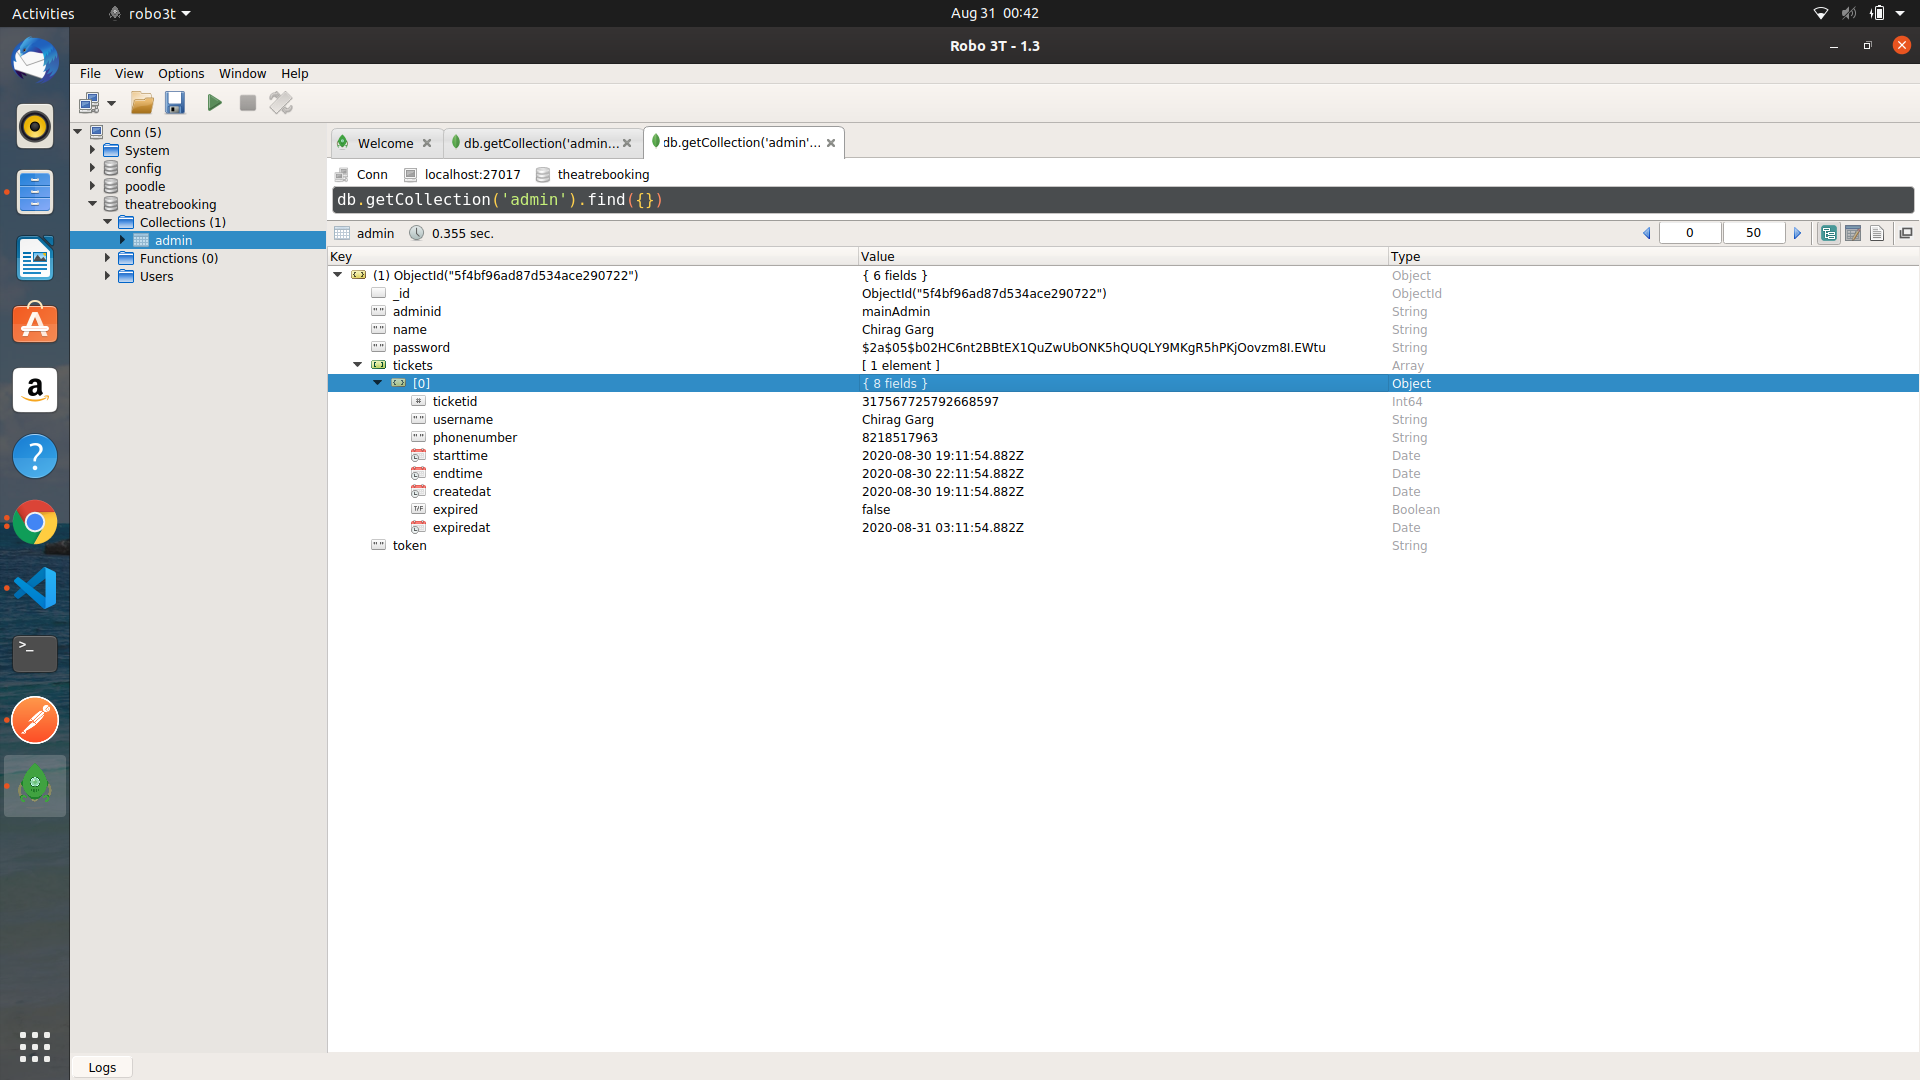 Activities robo3t Aug 31 00:42
Robo 3T - 1.3
File View Options Window Help
Conn (5)
System
config
poodle
theatrebooking
Collections (1)
admin
Functions (0)
Users
Welcome db.getCollection('admin... db.getCollection('admin'...
Conn localhost:27017 theatrebooking
db.getCollection('admin').find({})
admin 0.355 sec. 0 50
Key Value Type
(1) ObjectId("5f4bf96ad87d534ace290722") { 6 fields } Object
_id ObjectId("5f4bf96ad87d534ace290722") ObjectId
adminid mainAdmin String
name Chirag Garg String
password $2a$05$b02HC6nt2BBtEX1QuZwUbONK5hQUQLY9MKgR5hPKjOovzm8I.EWtu String
tickets [ 1 element ] Array
[0] { 8 fields } Object
ticketid 317567725792668597 Int64
username Chirag Garg String
phonenumber 8218517963 String
starttime 2020-08-30 19:11:54.882Z Date
endtime 2020-08-30 22:11:54.882Z Date
createdat 2020-08-30 19:11:54.882Z Date
expired false Boolean
expiredat 2020-08-31 03:11:54.882Z Date
token String
Logs